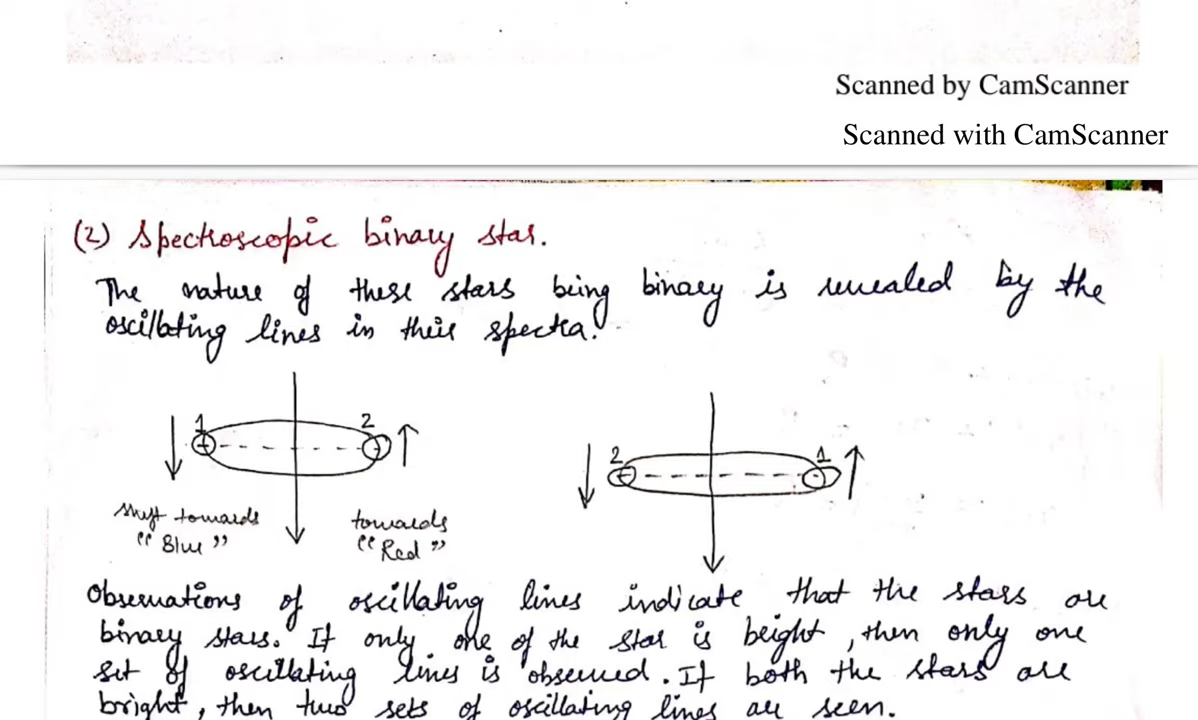 Scanned by CamScanner
Scanned with CamScanner
(2) Spectroscopic binary star.
The nature of these stars being binary is revealed by the
oscillating lines in their spectra.
1 2
2 1
shift towards
"Blue"
towards
"Red"
Observations of oscillating lines indicate that the stars are
binary stars. If only one of the star is bright, then only one
set of oscillating lines is observed. If both the stars are
bright, then two sets of oscillating lines are seen.